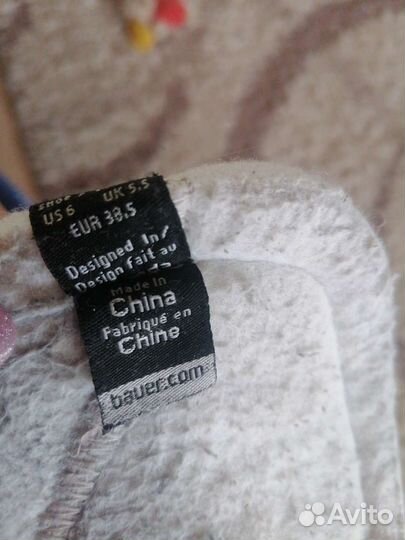 SHOE
US 6 UK 5.5
EUR 38.5
Designed In/
Design fait au
Made in
China
Fabriqué en
Chine
bauer.com
Avito